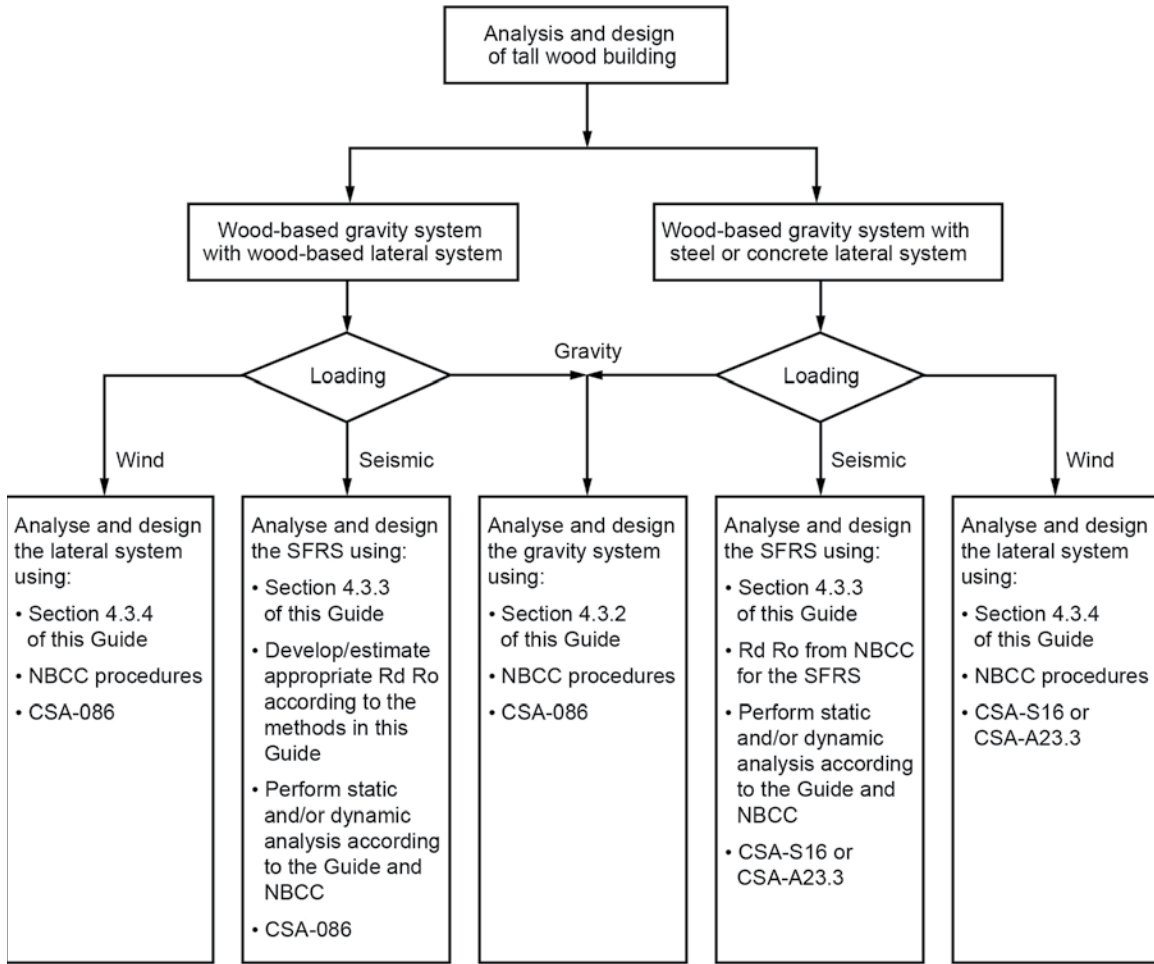 Analysis and design
of tall wood building
Wood-based gravity system
with wood-based lateral system
Wood-based gravity system with
steel or concrete lateral system
Loading
Gravity
Loading
Wind
Seismic
Seismic
Wind
Analyse and design
the lateral system
using:
• Section 4.3.4
of this Guide
• NBCC procedures
• CSA-086
Analyse and design
the SFRS using:
• Section 4.3.3
of this Guide
• Develop/estimate
appropriate Rd Ro
according to the
methods in this
Guide
• Perform static
and/or dynamic
analysis according
to the Guide and
NBCC
• CSA-086
Analyse and design
the gravity system
using:
• Section 4.3.2
of this Guide
• NBCC procedures
• CSA-086
Analyse and design
the SFRS using:
• Section 4.3.3
of this Guide
• Rd Ro from NBCC
for the SFRS
• Perform static
and/or dynamic
analysis according
to the Guide and
NBCC
• CSA-S16 or
CSA-A23.3
Analyse and design
the lateral system
using:
• Section 4.3.4
of this Guide
• NBCC procedures
• CSA-S16 or
CSA-A23.3